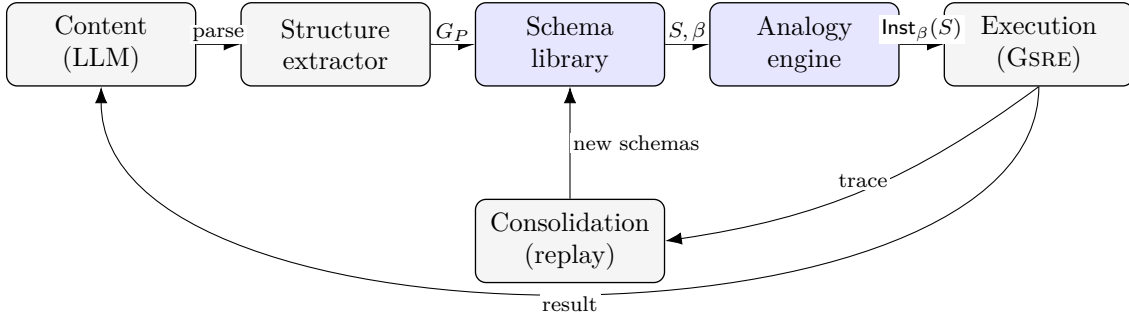 Content
(LLM)
parse
Structure
extractor
G_P
Schema
library
S, β
Analogy
engine
Inst_β(S)
Execution
(GSRE)
new schemas
trace
Consolidation
(replay)
result